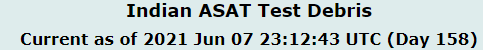 Indian ASAT Test Debris
Current as of 2021 Jun 07 23:12:43 UTC (Day 158)